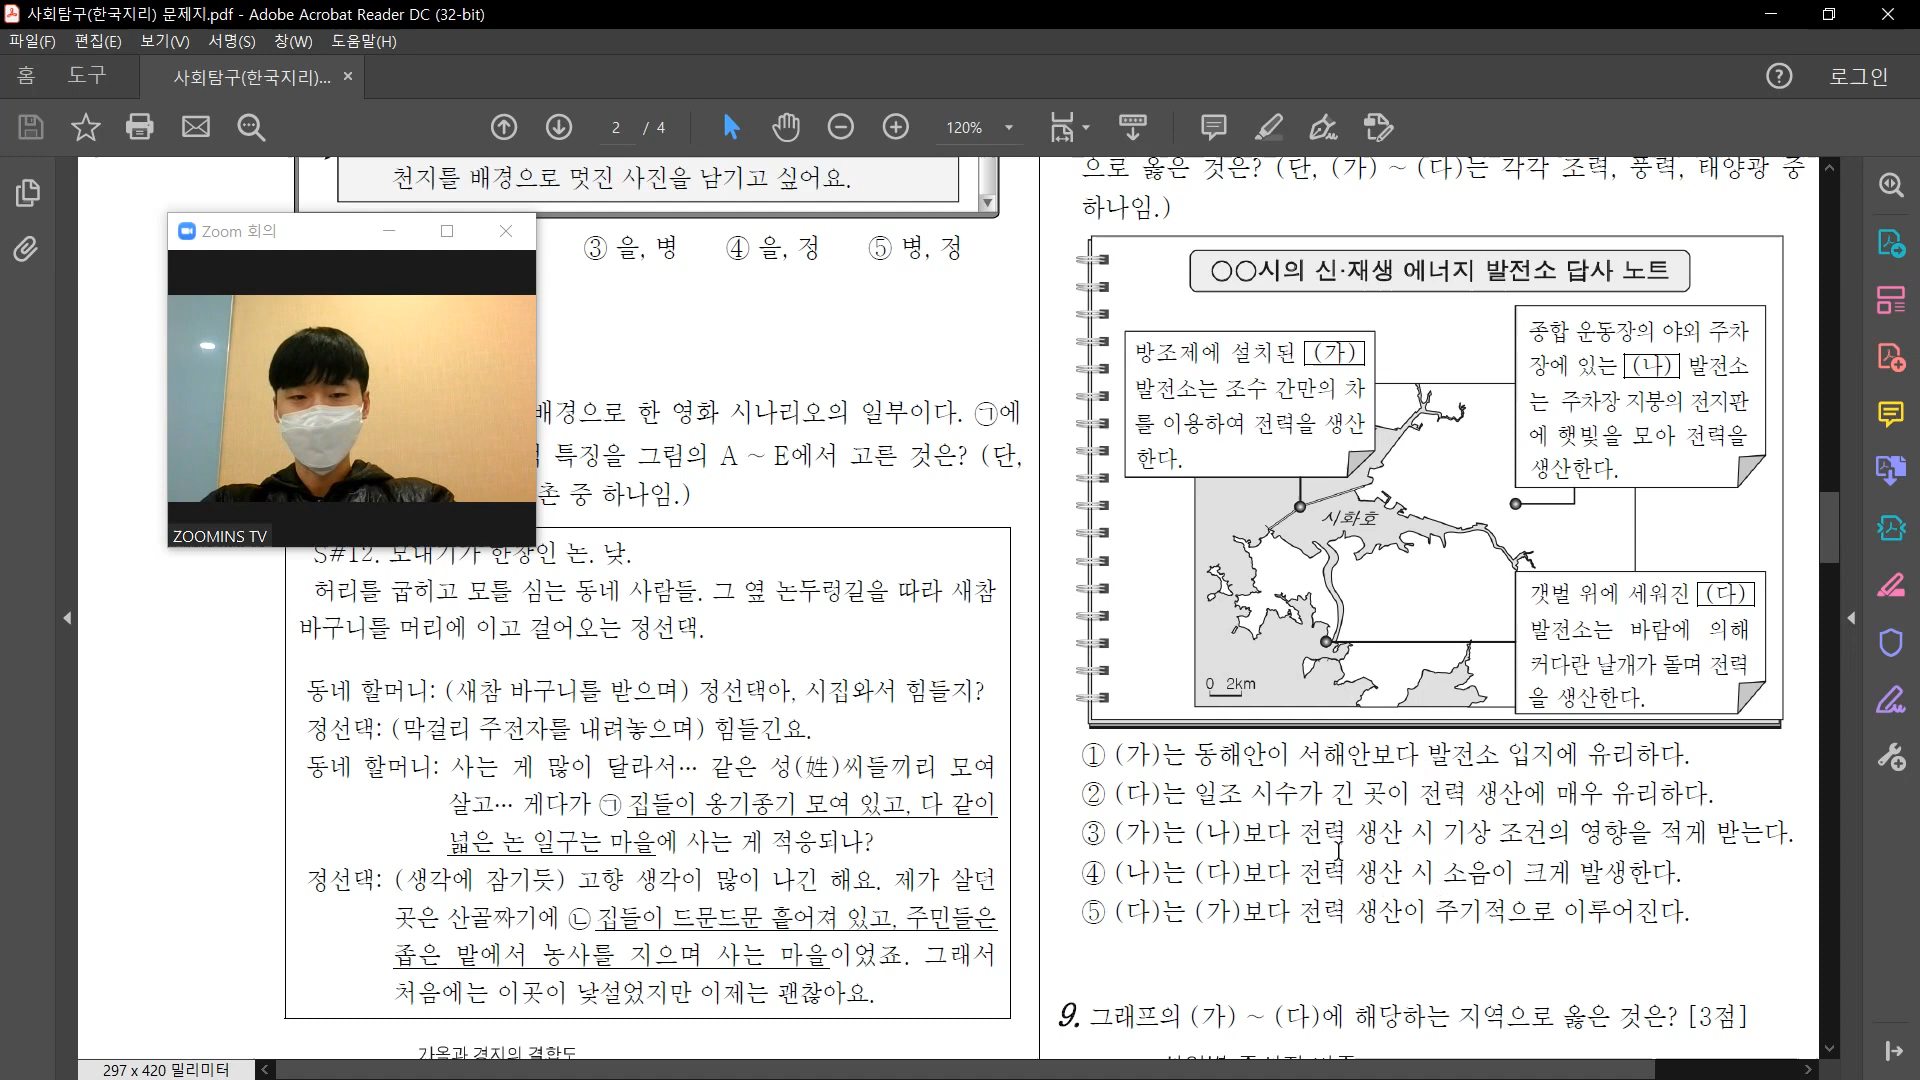 사회탐구(한국지리) 문제지.pdf - Adobe Acrobat Reader DC (32-bit)
파일(F) 편집(E) 보기(V) 서명(S) 창(W) 도움말(H)
홈 도구 사회탐구(한국지리)... × 로그인
2 / 4 120%
천지를 배경으로 멋진 사진을 남기고 싶어요.
Zoom 회의
ZOOMINS TV
③ 을, 병 ④ 을, 정 ⑤ 병, 정
배경으로 한 영화 시나리오의 일부이다. ㉠에
특징을 그림의 A ~ E에서 고른 것은? (단,
촌 중 하나임.)
S#12. 모내기가 한창인 논. 낮.
허리를 굽히고 모를 심는 동네 사람들. 그 옆 논두렁길을 따라 새참
바구니를 머리에 이고 걸어오는 정선댁.
동네 할머니: (새참 바구니를 받으며) 정선댁아, 시집와서 힘들지?
정선댁: (막걸리 주전자를 내려놓으며) 힘들긴요.
동네 할머니: 사는 게 많이 달라서… 같은 성(姓)씨들끼리 모여
살고… 게다가 ㉠ 집들이 옹기종기 모여 있고, 다 같이
넓은 논 일구는 마을에 사는 게 적응되나?
정선댁: (생각에 잠기듯) 고향 생각이 많이 나긴 해요. 제가 살던
곳은 산골짜기에 ㉡ 집들이 드문드문 흩어져 있고, 주민들은
좁은 밭에서 농사를 지으며 사는 마을이었죠. 그래서
처음에는 이곳이 낯설었지만 이제는 괜찮아요.
가옥과 경지의 결합도
으로 옳은 것은? (단, (가) ~ (다)는 각각 조력, 풍력, 태양광 중
하나임.)
○○시의 신·재생 에너지 발전소 답사 노트
방조제에 설치된 (가)
발전소는 조수 간만의 차
를 이용하여 전력을 생산
한다.
종합 운동장의 야외 주차
장에 있는 (나) 발전소
는 주차장 지붕의 전지판
에 햇빛을 모아 전력을
생산한다.
시화호
갯벌 위에 세워진 (다)
발전소는 바람에 의해
커다란 날개가 돌며 전력
을 생산한다.
0 2km
① (가)는 동해안이 서해안보다 발전소 입지에 유리하다.
② (다)는 일조 시수가 긴 곳이 전력 생산에 매우 유리하다.
③ (가)는 (나)보다 전력 생산 시 기상 조건의 영향을 적게 받는다.
④ (나)는 (다)보다 전력 생산 시 소음이 크게 발생한다.
⑤ (다)는 (가)보다 전력 생산이 주기적으로 이루어진다.
9. 그래프의 (가) ~ (다)에 해당하는 지역으로 옳은 것은? [3점]
297 x 420 밀리미터